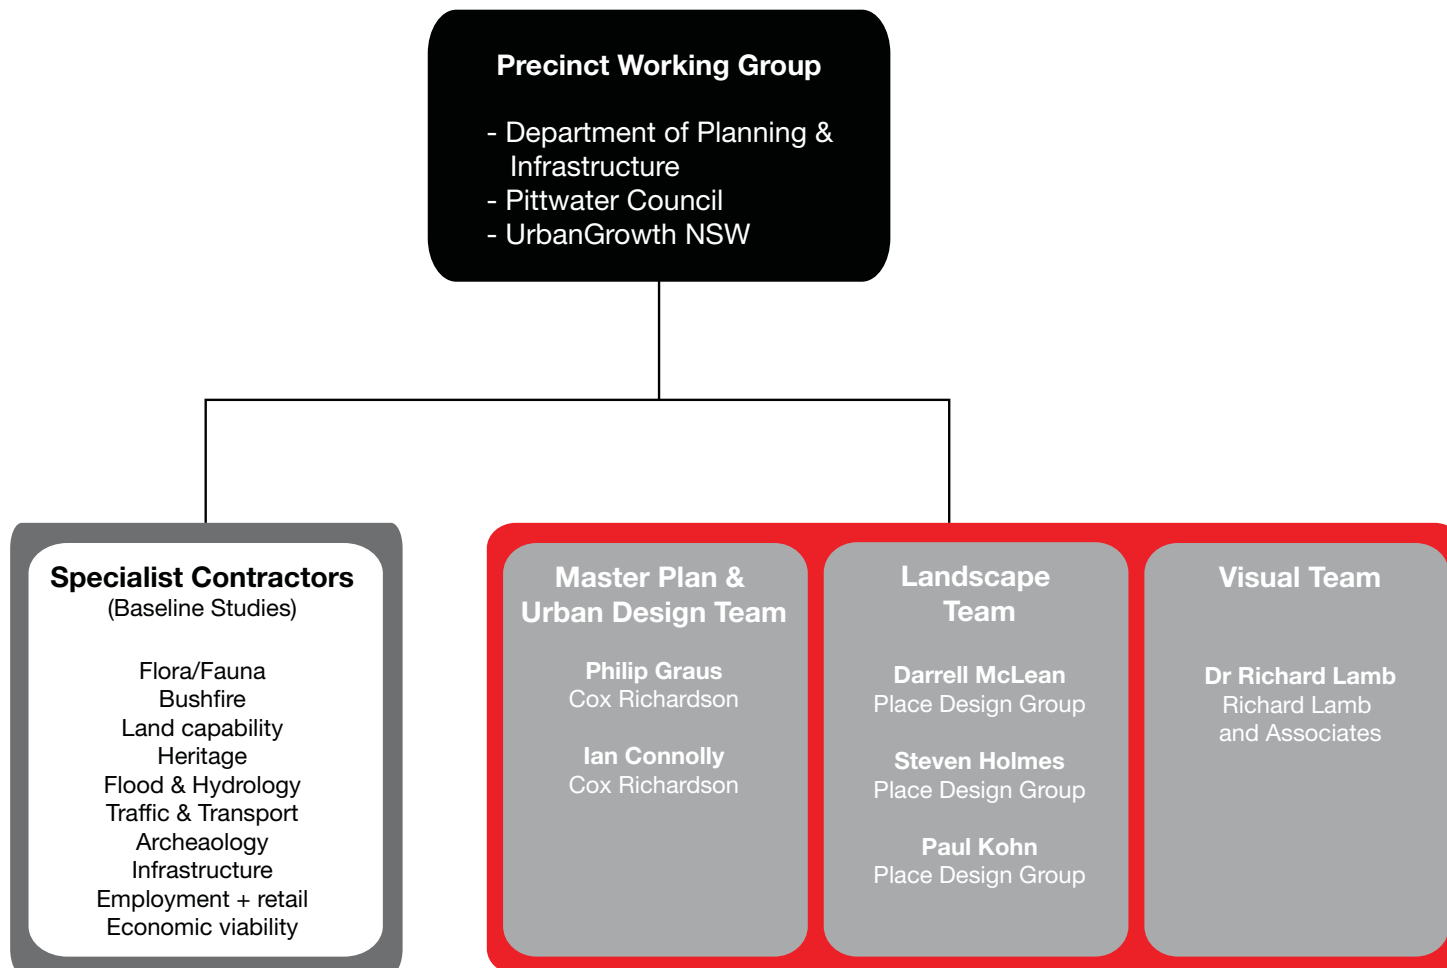 Precinct Working Group
- Department of Planning &
Infrastructure
- Pittwater Council
- UrbanGrowth NSW
Specialist Contractors
(Baseline Studies)
Flora/Fauna
Bushfire
Land capability
Heritage
Flood & Hydrology
Traffic & Transport
Archeaology
Infrastructure
Employment + retail
Economic viability
Master Plan &
Urban Design Team
Philip Graus
Cox Richardson
Ian Connolly
Cox Richardson
Landscape
Team
Darrell McLean
Place Design Group
Steven Holmes
Place Design Group
Paul Kohn
Place Design Group
Visual Team
Dr Richard Lamb
Richard Lamb
and Associates